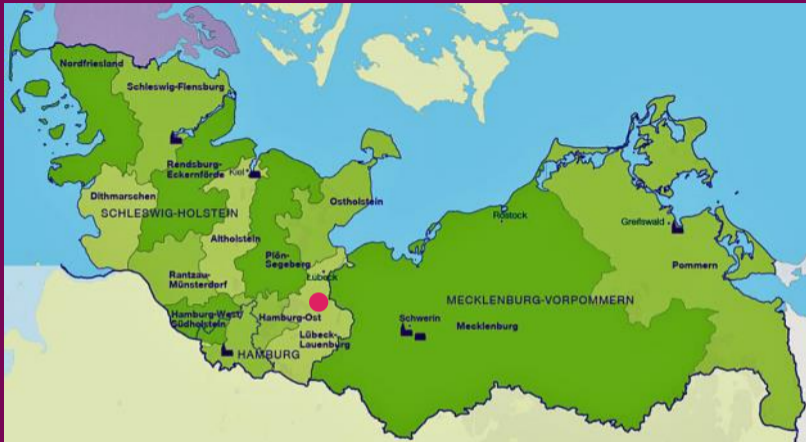 Nordfriesland
Schleswig-Flensburg
Rendsburg-
Eckernförde
Kiel
Dithmarschen
SCHLESWIG-HOLSTEIN
Ostholstein
Altholstein
Plön-
Segeberg
Lübeck
Rantzau-
Münsterdorf
Hamburg-West/
Südholstein
Hamburg-Ost
Lübeck-
Lauenburg
HAMBURG
Rostock
Greifswald
Pommern
MECKLENBURG-VORPOMMERN
Schwerin
Mecklenburg